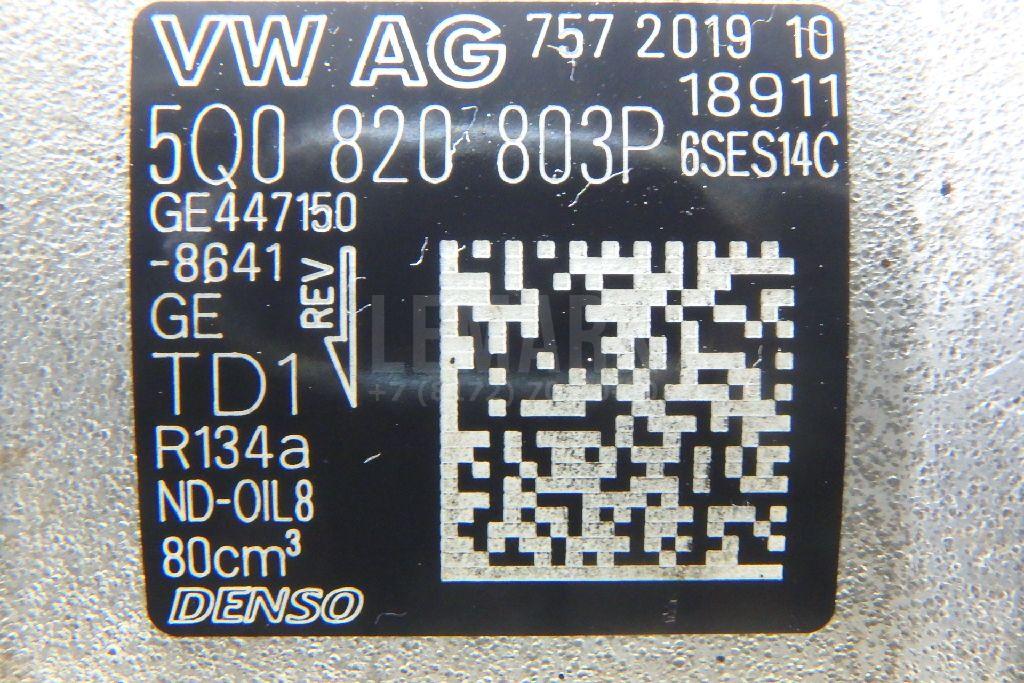 VW AG 757 2019 10
18911
5Q0 820 803P 6SES14C
GE447150
-8641
GE
REV
TD1
R134a
ND-OIL8
80cm³
DENSO